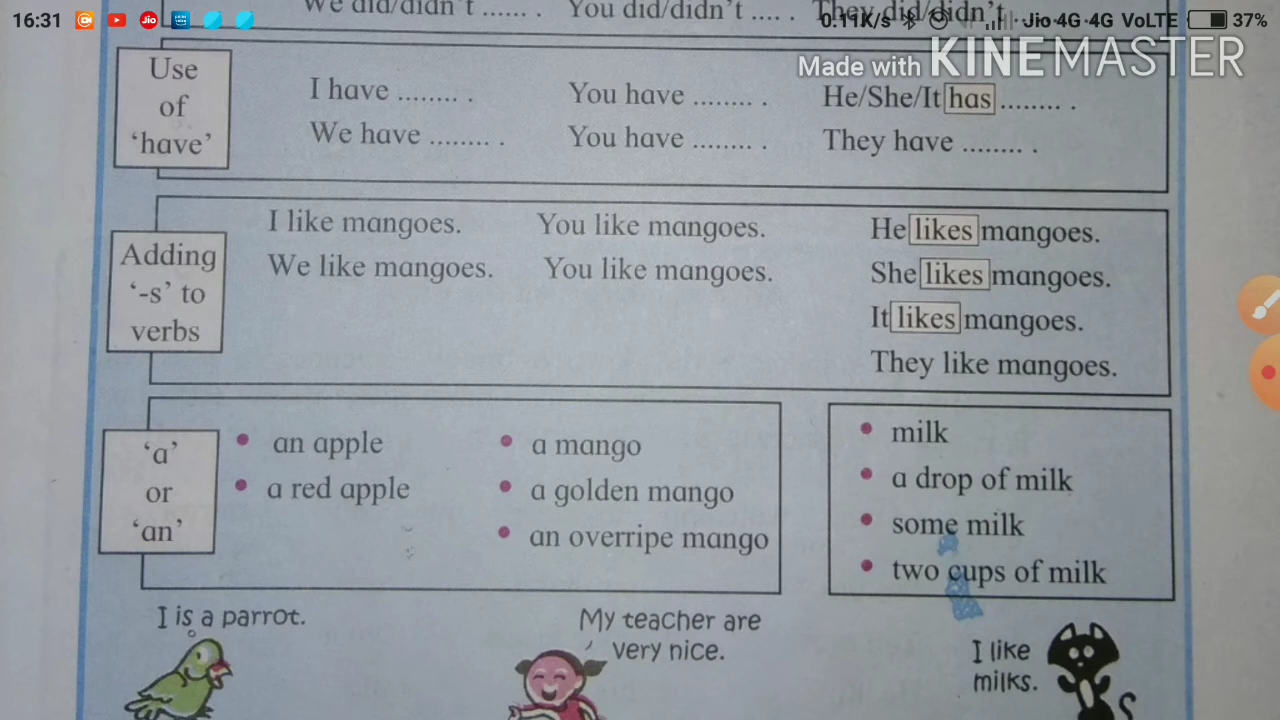 16:31 0.11K/s Jio 4G 4G VoLTE 37%
We did/didn't ...... . You did/didn't .... . They did/didn't
Made with KINEMASTER
Use
of
'have'
I have ........ . You have ........ . He/She/It has ........ .
We have ........ . You have ........ . They have ........ .
Adding
'-s' to
verbs
I like mangoes. You like mangoes. He likes mangoes.
We like mangoes. You like mangoes. She likes mangoes.
It likes mangoes.
They like mangoes.
'a'
or
'an'
• an apple
• a red apple
• a mango
• a golden mango
• an overripe mango
• milk
• a drop of milk
• some milk
• two cups of milk
I is a parrot.
My teacher are
very nice.
I like
milks.